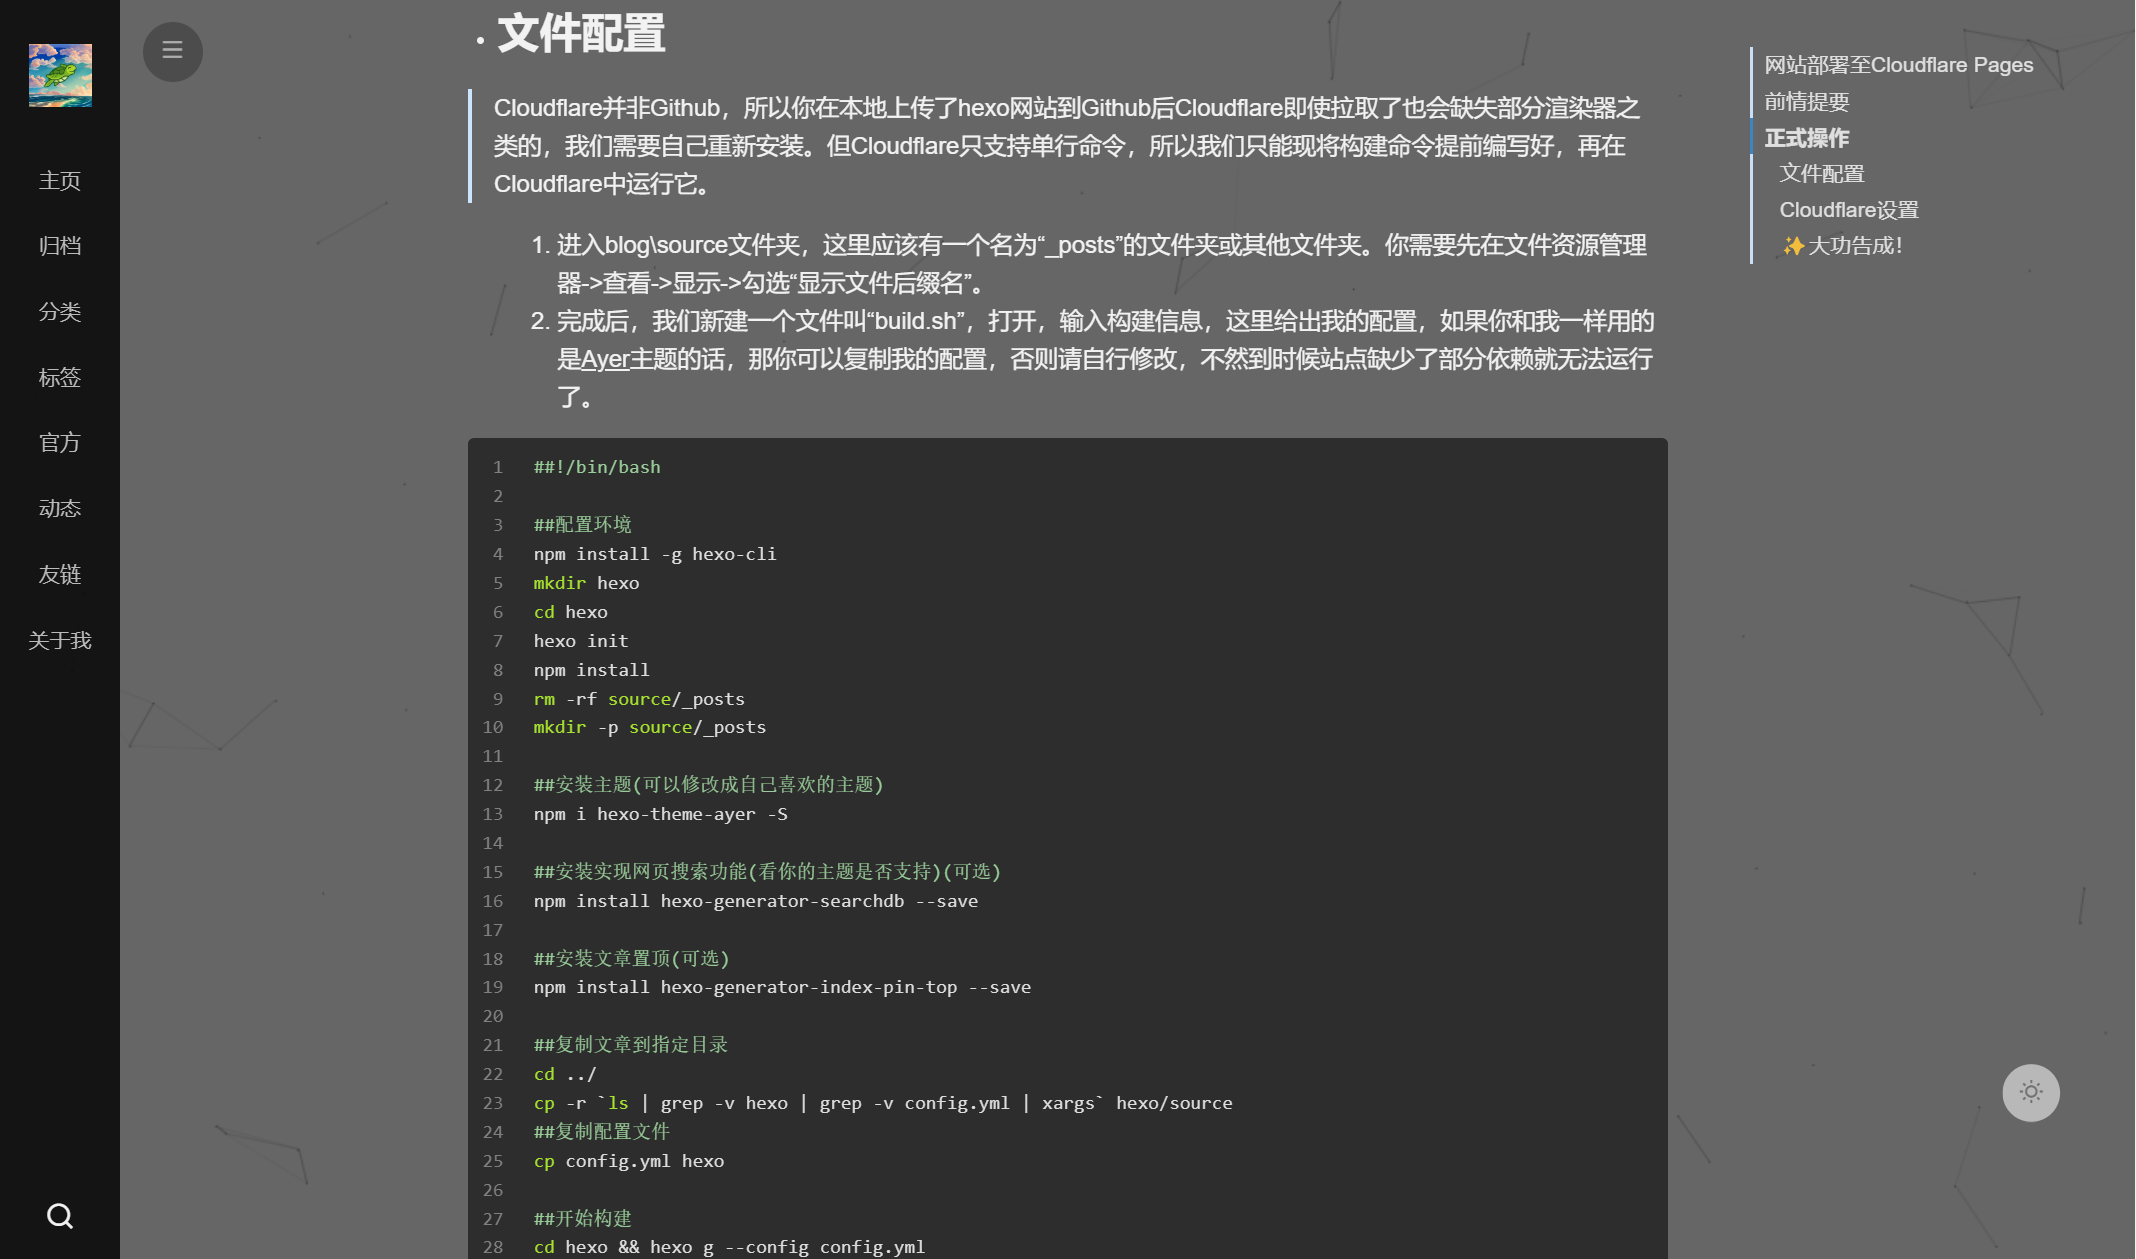 主页
归档
分类
标签
官方
动态
友链
关于我
文件配置
Cloudflare并非Github，所以你在本地上传了hexo网站到Github后Cloudflare即使拉取了也会缺失部分渲染器之
类的，我们需要自己重新安装。但Cloudflare只支持单行命令，所以我们只能现将构建命令提前编写好，再在
Cloudflare中运行它。
1. 进入blog\source文件夹，这里应该有一个名为“_posts”的文件夹或其他文件夹。你需要先在文件资源管理
器->查看->显示->勾选“显示文件后缀名”。
2. 完成后，我们新建一个文件叫“build.sh”，打开，输入构建信息，这里给出我的配置，如果你和我一样用的
是Ayer主题的话，那你可以复制我的配置，否则请自行修改，不然到时候站点缺少了部分依赖就无法运行
了。
1 ##!/bin/bash
2
3 ##配置环境
4 npm install -g hexo-cli
5 mkdir hexo
6 cd hexo
7 hexo init
8 npm install
9 rm -rf source/_posts
10 mkdir -p source/_posts
11
12 ##安装主题(可以修改成自己喜欢的主题)
13 npm i hexo-theme-ayer -S
14
15 ##安装实现网页搜索功能(看你的主题是否支持)(可选)
16 npm install hexo-generator-searchdb --save
17
18 ##安装文章置顶(可选)
19 npm install hexo-generator-index-pin-top --save
20
21 ##复制文章到指定目录
22 cd ../
23 cp -r `ls | grep -v hexo | grep -v config.yml | xargs` hexo/source
24 ##复制配置文件
25 cp config.yml hexo
26
27 ##开始构建
28 cd hexo && hexo g --config config.yml
网站部署至Cloudflare Pages
前情提要
正式操作
文件配置
Cloudflare设置
✨大功告成！